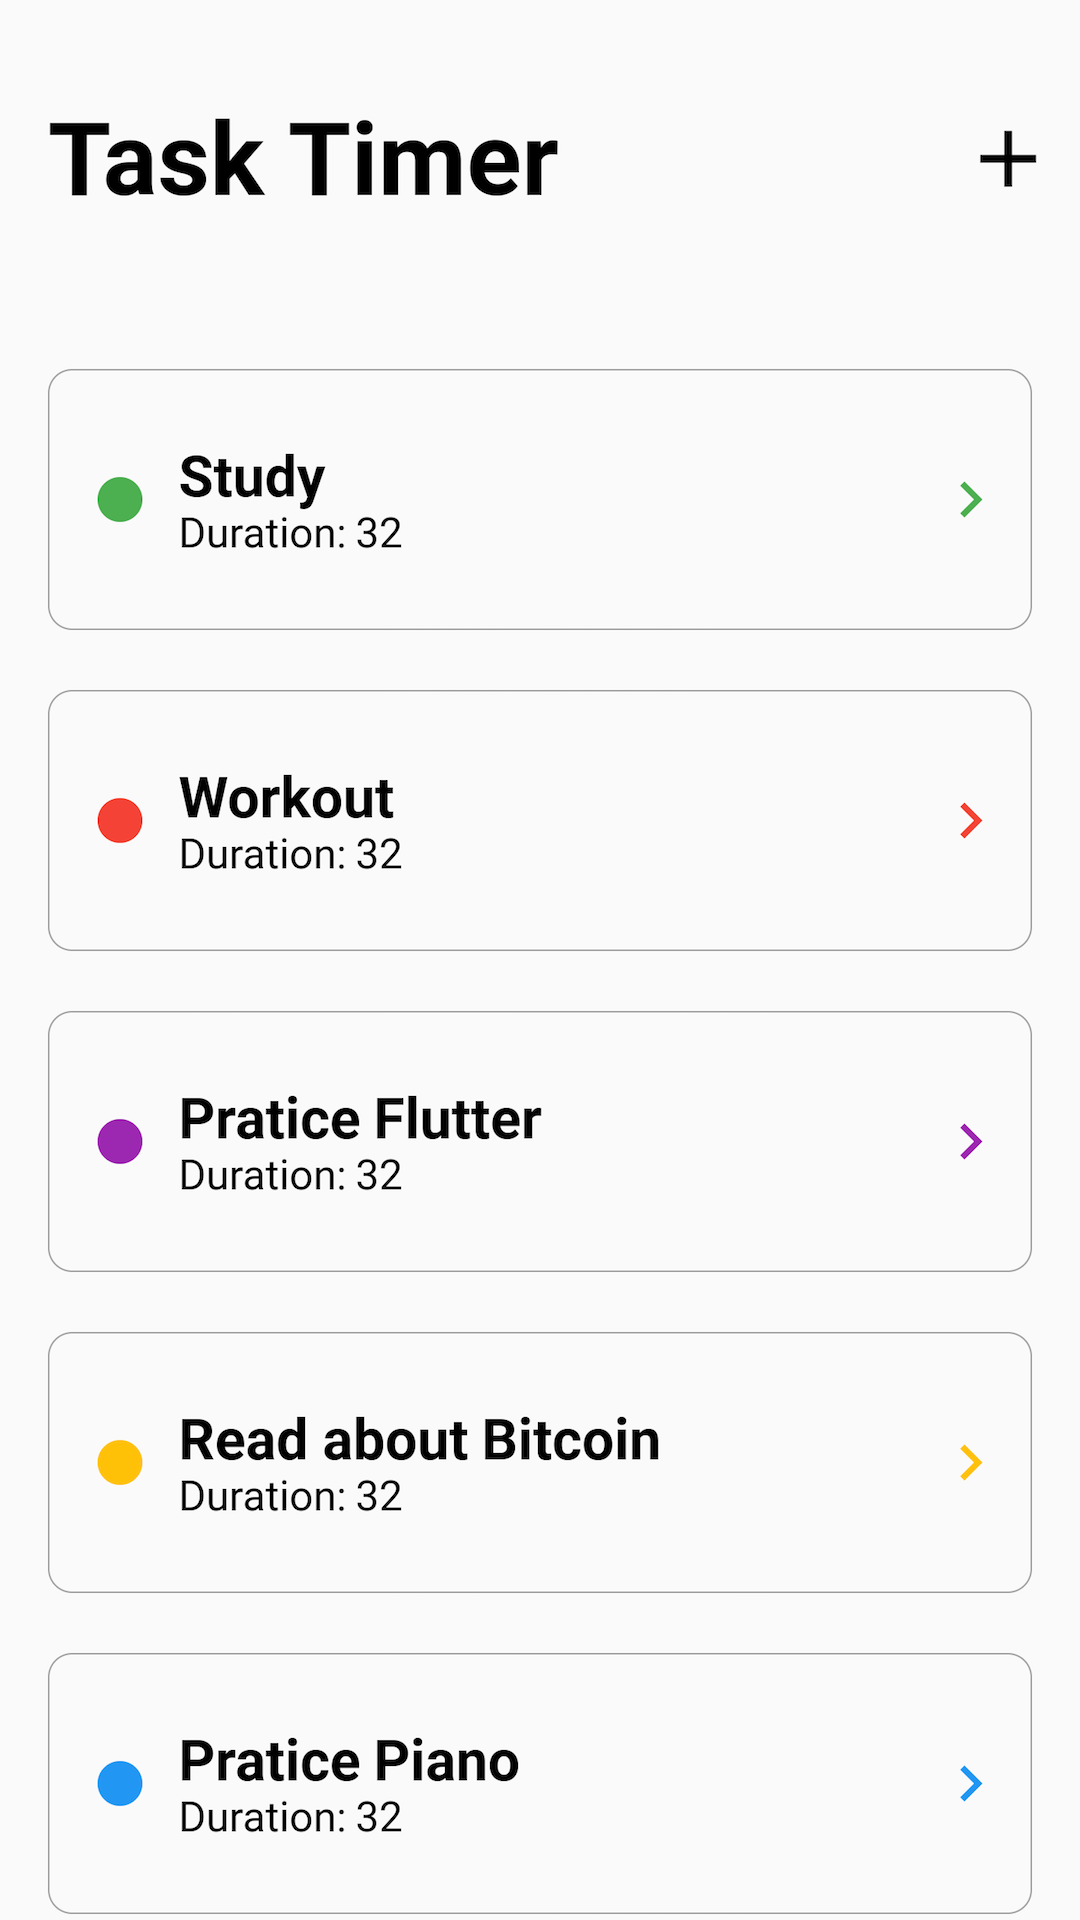 Task Timer
Study
Duration: 32
Workout
Duration: 32
Pratice Flutter
Duration: 32
Read about Bitcoin
Duration: 32
Pratice Piano
Duration: 32